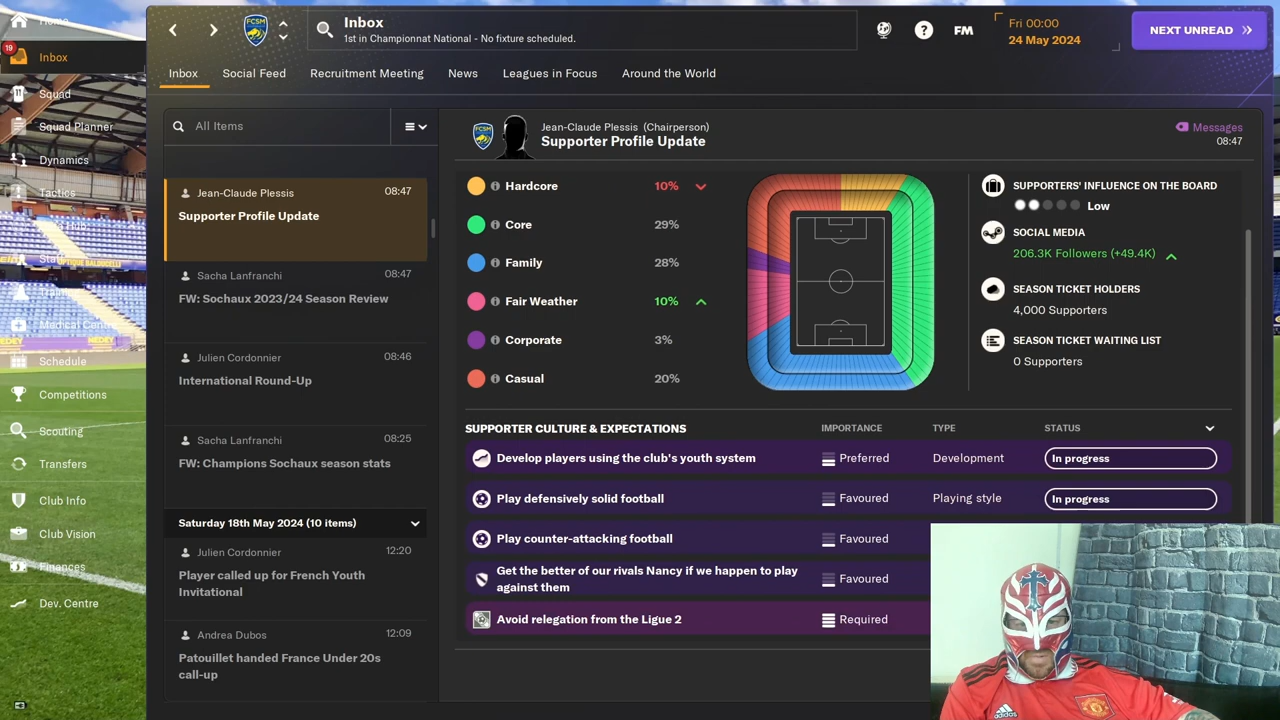 Home
19
Inbox
Squad
Squad Planner
Dynamics
Tactics
Medical Centre
Schedule
Competitions
Scouting
Transfers
Club Info
Club Vision
Finances
Dev. Centre
FCSM
Inbox
1st in Championnat National - No fixture scheduled.
?
FM
Fri 00:00
24 May 2024
NEXT UNREAD
Inbox
Social Feed
Recruitment Meeting
News
Leagues in Focus
Around the World
All Items
Jean-Claude Plessis 08:47
Supporter Profile Update
Sacha Lanfranchi 08:47
FW: Sochaux 2023/24 Season Review
Julien Cordonnier 08:46
International Round-Up
Sacha Lanfranchi 08:25
FW: Champions Sochaux season stats
Saturday 18th May 2024 (10 items)
Julien Cordonnier 12:20
Player called up for French Youth
Invitational
Andrea Dubos 12:09
Patouillet handed France Under 20s
call-up
FCSM
Jean-Claude Plessis (Chairperson)
Supporter Profile Update
Messages
08:47
Hardcore 10%
Core 29%
Family 28%
Fair Weather 10%
Corporate 3%
Casual 20%
SUPPORTERS' INFLUENCE ON THE BOARD
Low
SOCIAL MEDIA
206.3K Followers (+49.4K)
SEASON TICKET HOLDERS
4,000 Supporters
SEASON TICKET WAITING LIST
0 Supporters
SUPPORTER CULTURE & EXPECTATIONS IMPORTANCE TYPE STATUS
Develop players using the club's youth system Preferred Development In progress
Play defensively solid football Favoured Playing style In progress
Play counter-attacking football Favoured
Get the better of our rivals Nancy if we happen to play
against them Favoured
Avoid relegation from the Ligue 2 Required
adidas